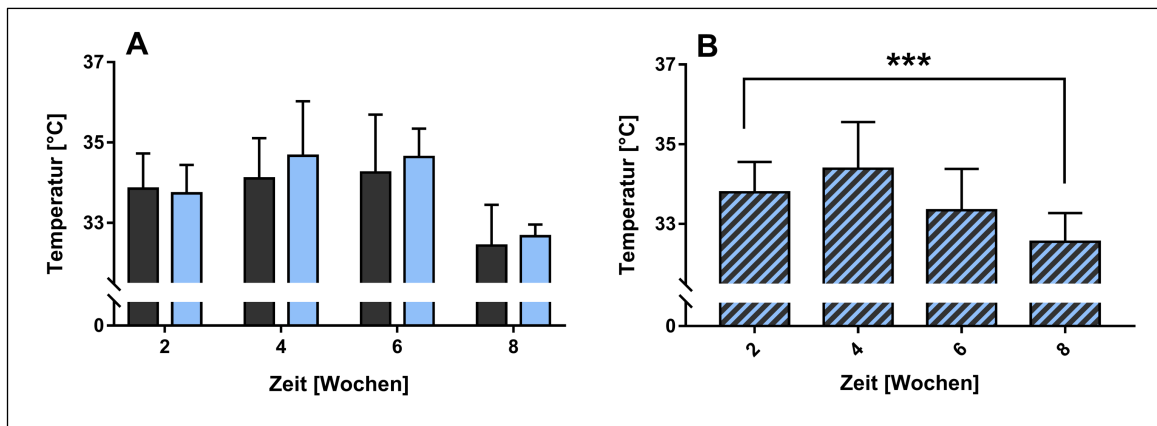 A
Temperatur [°C]
37
35
33
0
2 4 6 8
Zeit [Wochen]
B
***
Temperatur [°C]
37
35
33
0
2 4 6 8
Zeit [Wochen]